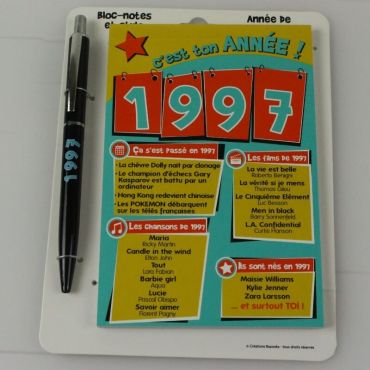 Bloc-notes
Année de
c'est ton ANNÉE !
1997
1997
Ça s'est passé en 1997
• La chèvre Dolly naît par clonage
• Le champion d'échecs Gary
Kasparov est battu par un
ordinateur
• Hong Kong redevient chinoise
• Les POKEMON débarquent
sur les télés françaises
Les films de 1997
La vie est belle
Roberto Benigni
La vérité si je mens
Thomas Gilou
Le Cinquième Elément
Luc Besson
Men in black
Barry Sonnenfeld
L.A. Confidential
Curtis Hanson
Les Chansons de 1997
Maria
Ricky Martin
Candle in the wind
Elton John
Tout
Lara Fabian
Barbie girl
Aqua
Lucie
Pascal Obispo
Savoir aimer
Florent Pagny
Ils sont nés en 1997
Maisie Williams
Kylie Jenner
Zara Larsson
... et surtout TOI !